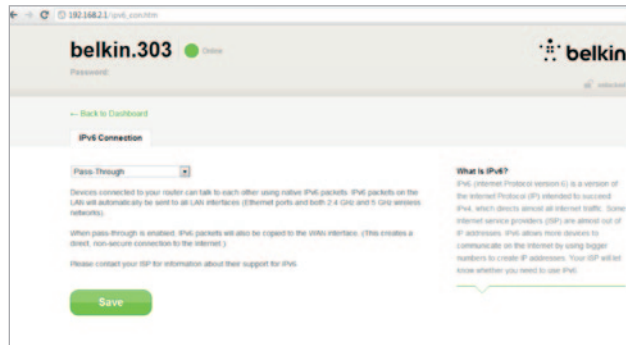 192.168.2.1/ipv6_con.htm
belkin.303 Online
belkin
Password:
← Back to Dashboard
IPv6 Connection
Pass-Through
What is IPv6?
Devices connected to your router can talk to each other using native IPv6 packets. IPV6 packets on the
IPv6 (Internet Protocol version 6) is a version of
LAN will automatically be sent to all LAN interfaces (Ethernet ports and both 2.4 GHz and 5 GHz wireless
the Internet Protocol (IP) intended to succeed
networks).
IPv4, which directs almost all internet traffic. Some
internet service providers (ISP) are almost out of
When pass-through is enabled, IPv6 packets will also be copied to the WAN interface. (This creates a
IP addresses. IPv6 allows more devices to
direct, non-secure connection to the internet.)
communicate on the Internet by using bigger
numbers to create IP addresses. Your ISP will let
Please contact your ISP for information about their support for IPv6
know whether you need to use IPv6
Save